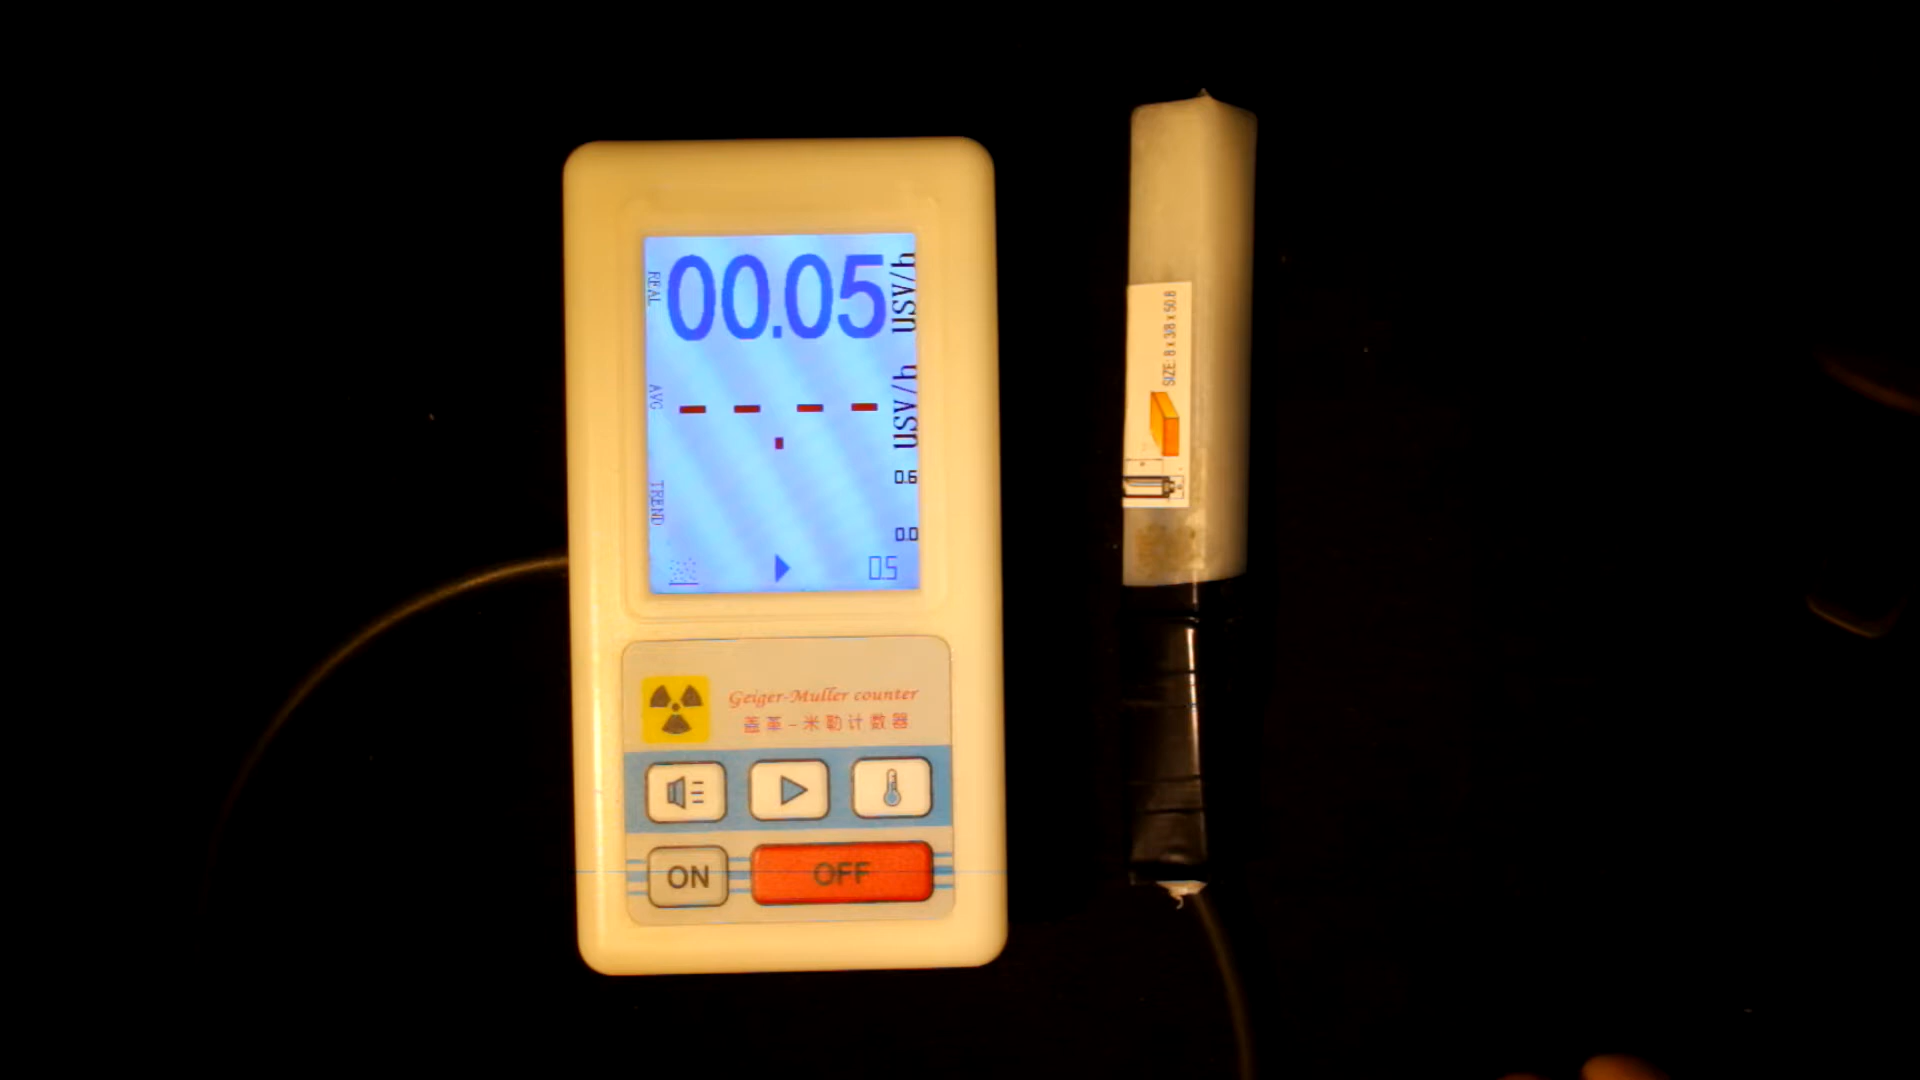 REAL
00.05
uSV/h
AVG
- - . - -
uSV/h
TREND
0.6
0.0
0.5
Geiger-Muller counter
盖革-米勒计数器
ON
OFF
SIZE: 8 x 3/8 x 50.8